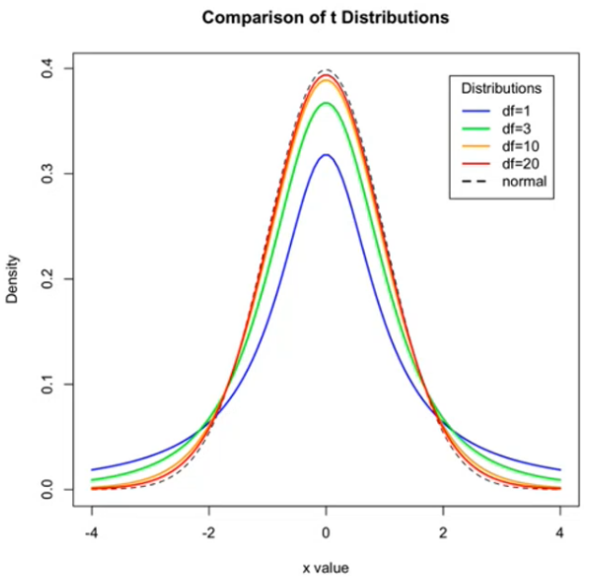 Comparison of t Distributions
Distributions
df=1
df=3
df=10
df=20
normal
Density
0.4
0.3
0.2
0.1
0.0
-4 -2 0 2 4
x value